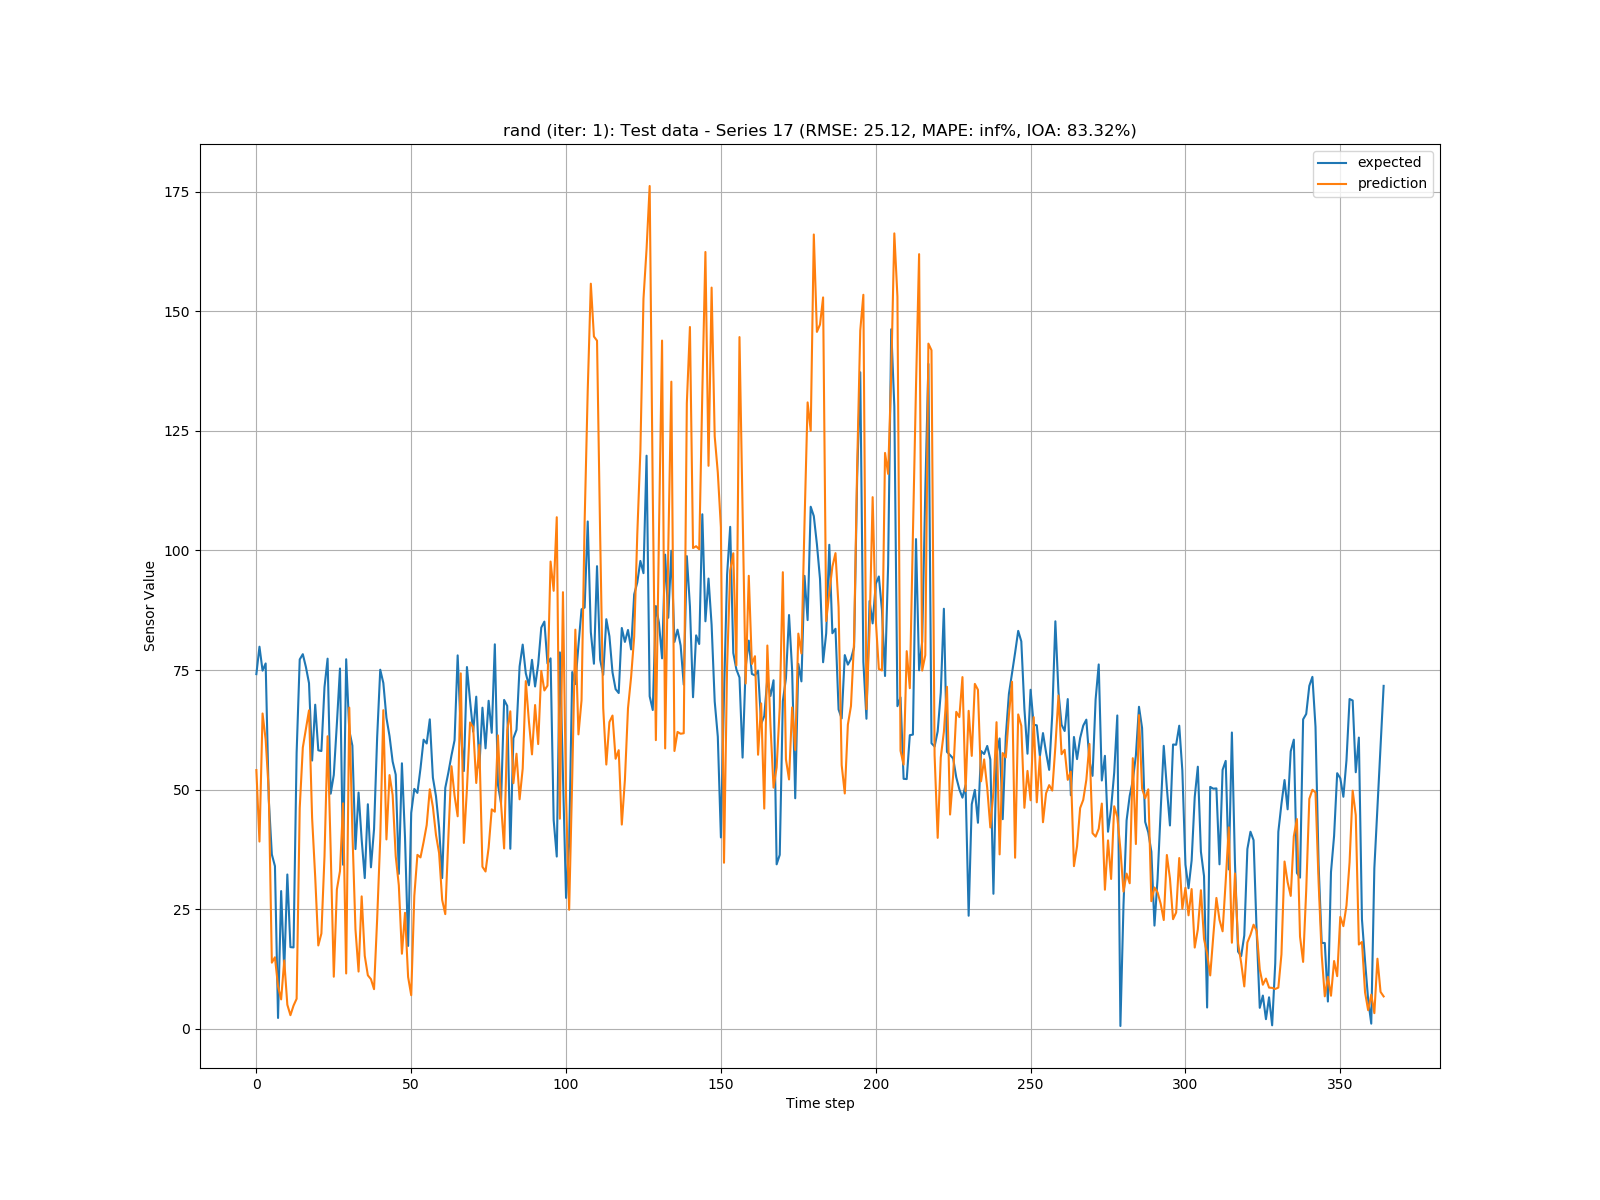 rand (iter: 1): Test data - Series 17 (RMSE: 25.12, MAPE: inf%, IOA: 83.32%)
expected
prediction
175
150
125
100
75
50
25
0
Sensor Value
0 50 100 150 200 250 300 350
Time step